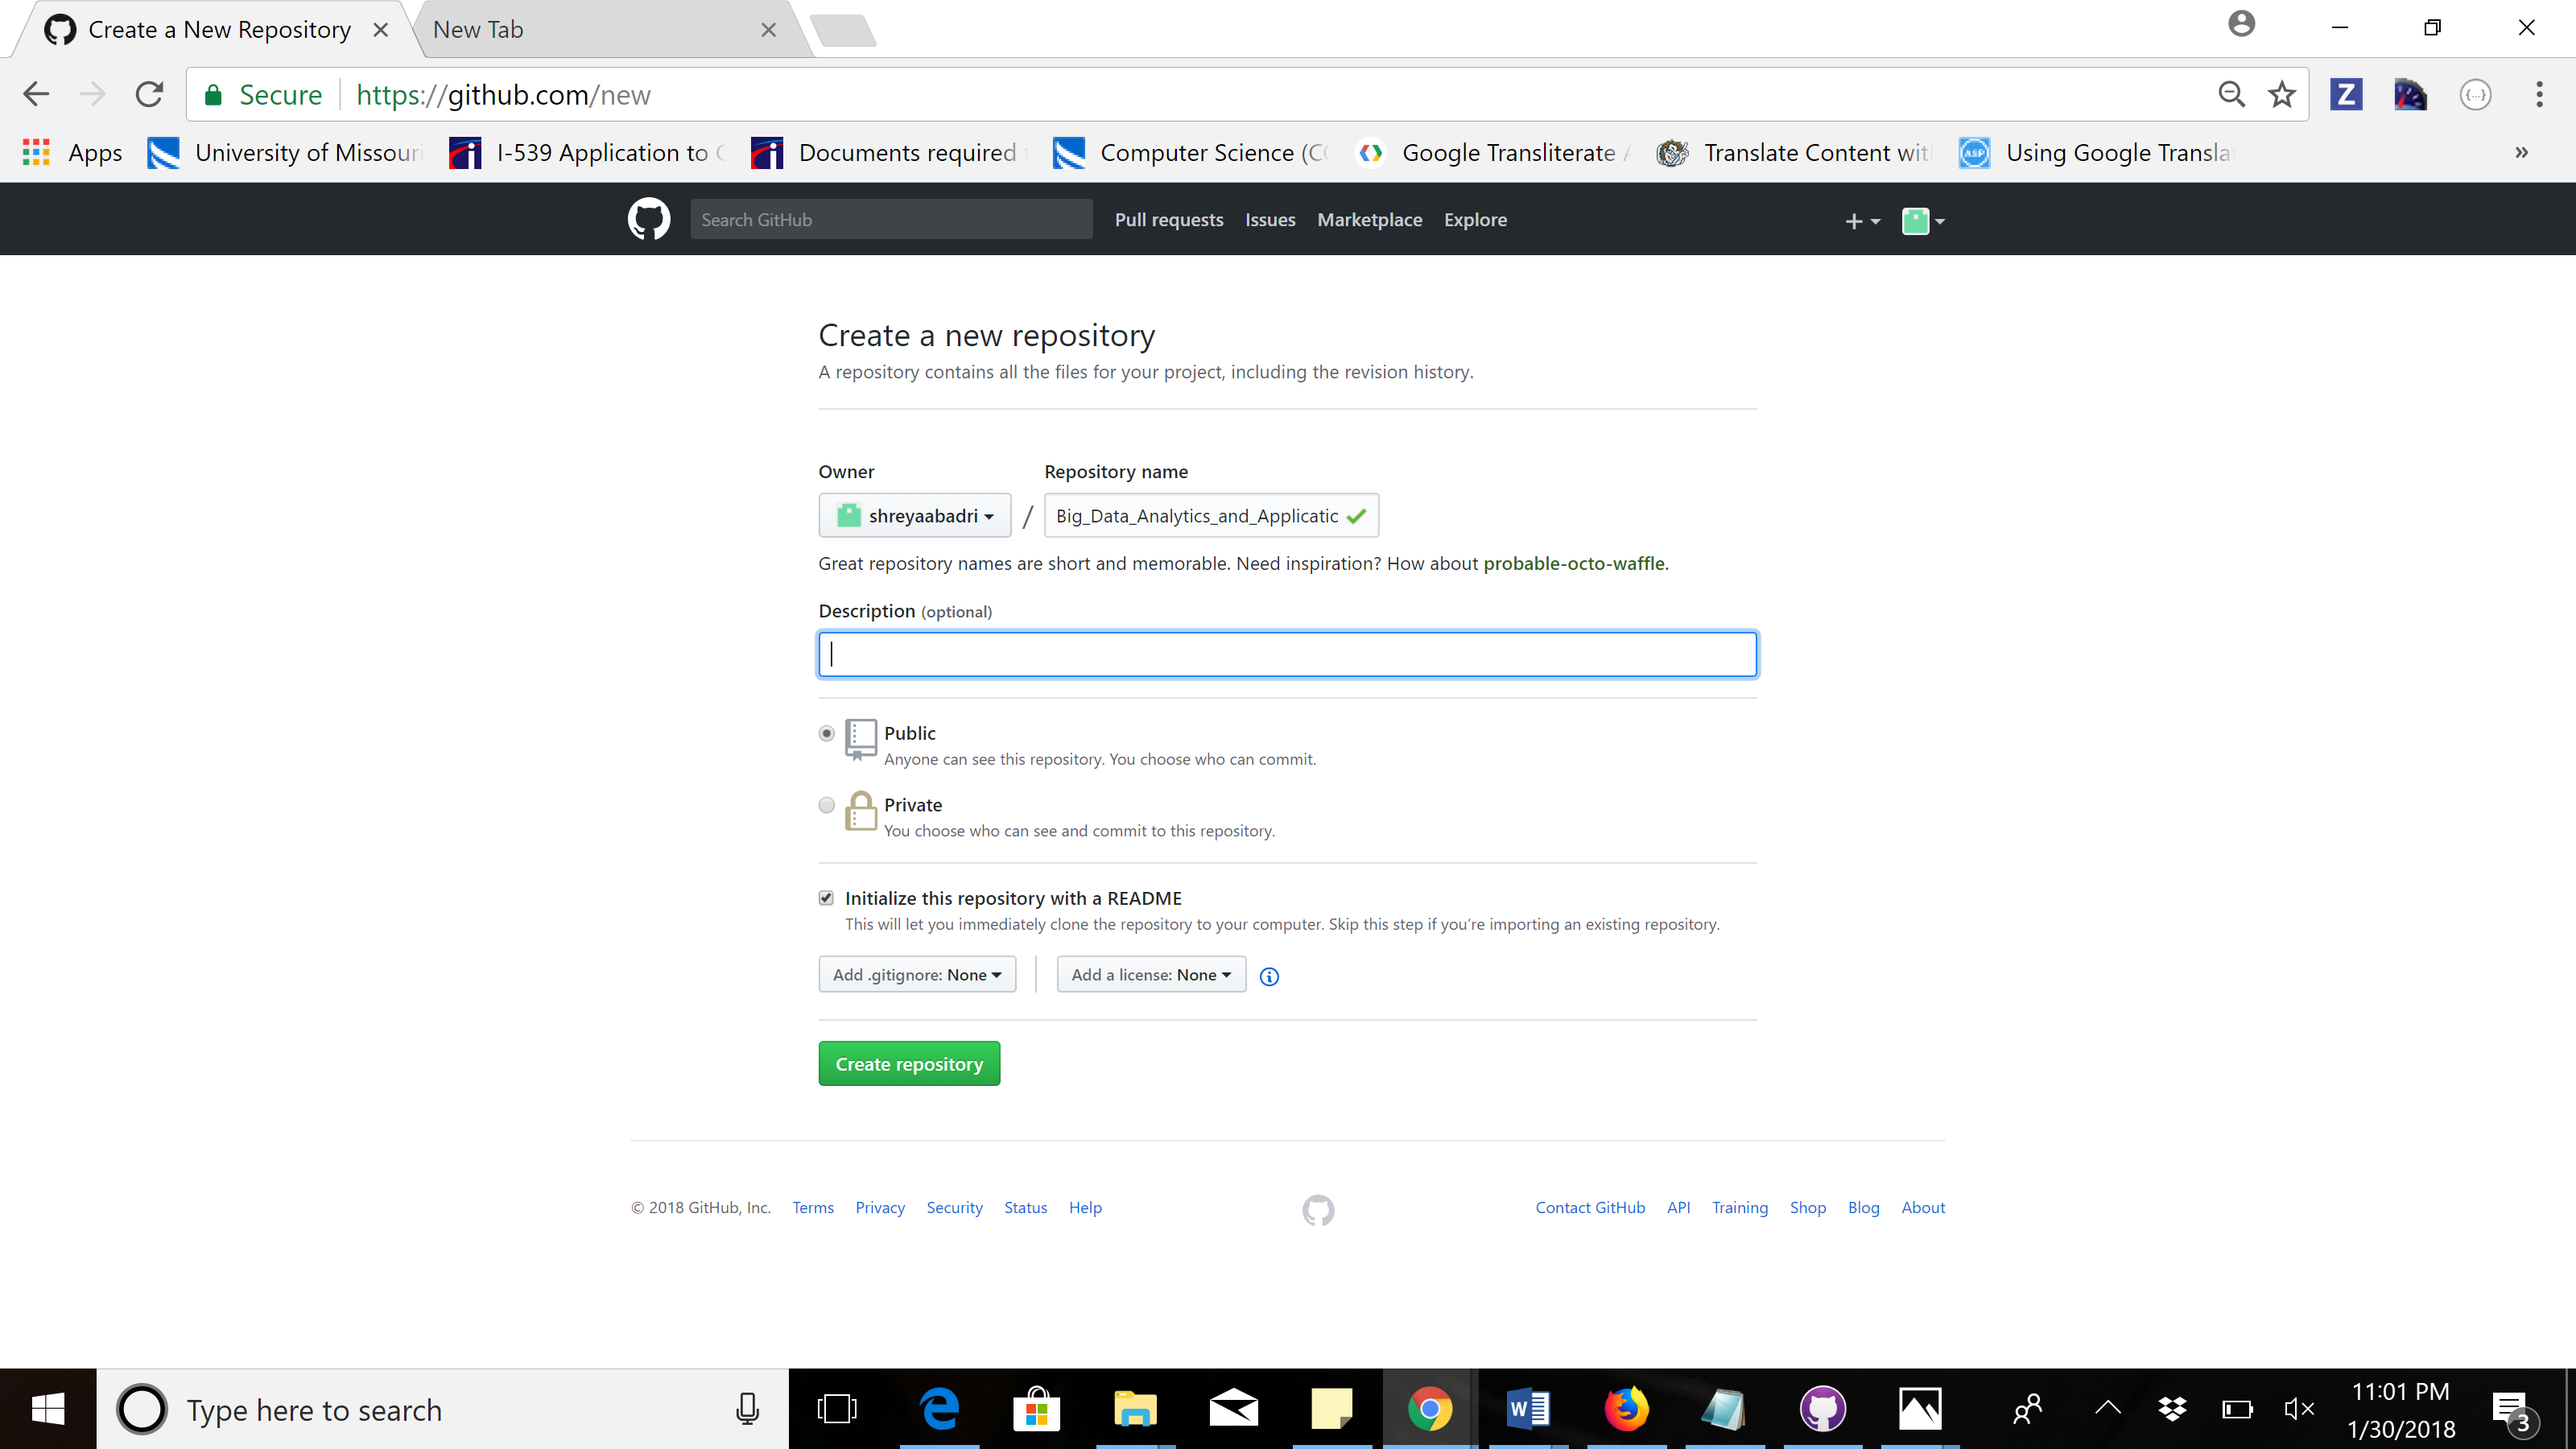 Create a New Repository
New Tab
Secure https://github.com/new
Apps University of Missouri I-539 Application to Documents required Computer Science (CC Google Transliterate Translate Content wit ASP Using Google Transla »
Search GitHub Pull requests Issues Marketplace Explore
Create a new repository
A repository contains all the files for your project, including the revision history.
Owner Repository name
shreyaabadri / Big_Data_Analytics_and_Applicatic
Great repository names are short and memorable. Need inspiration? How about probable-octo-waffle.
Description (optional)
Public
Anyone can see this repository. You choose who can commit.
Private
You choose who can see and commit to this repository.
Initialize this repository with a README
This will let you immediately clone the repository to your computer. Skip this step if you’re importing an existing repository.
Add .gitignore: None Add a license: None
Create repository
© 2018 GitHub, Inc. Terms Privacy Security Status Help Contact GitHub API Training Shop Blog About
Type here to search
11:01 PM
1/30/2018
3